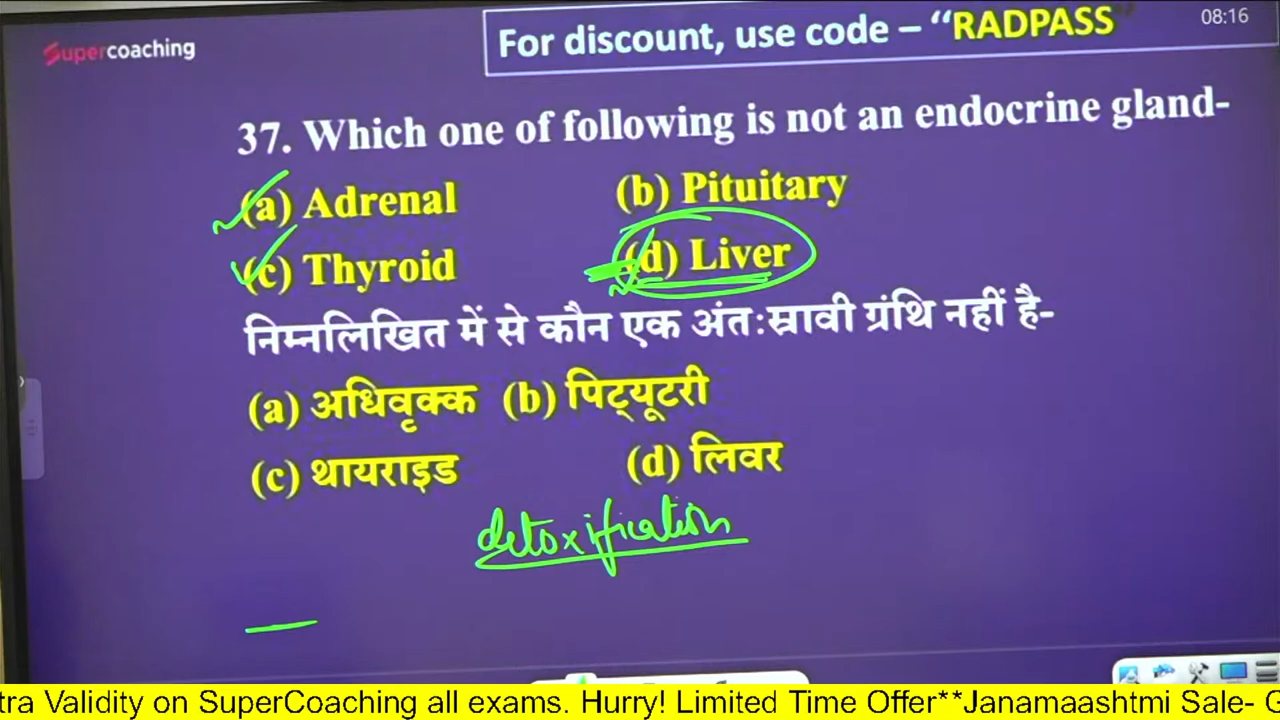 Supercoaching
For discount, use code – “RADPASS”
08:16
37. Which one of following is not an endocrine gland-
(a) Adrenal (b) Pituitary
(c) Thyroid (d) Liver
निम्नलिखित में से कौन एक अंतःस्रावी ग्रंथि नहीं है-
(a) अधिवृक्क (b) पिट्यूटरी
(c) थायराइड (d) लिवर
detoxification
tra Validity on SuperCoaching all exams. Hurry! Limited Time Offer**Janamaashtmi Sale-